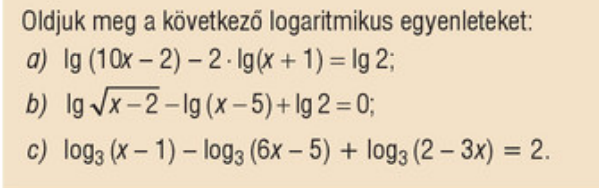 Oldjuk meg a következő logaritmikus egyenleteket:
a) lg (10x – 2) – 2 · lg(x + 1) = lg 2;
b) lg √(x – 2) – lg (x – 5) + lg 2 = 0;
c) log₃ (x – 1) – log₃ (6x – 5) + log₃ (2 – 3x) = 2.